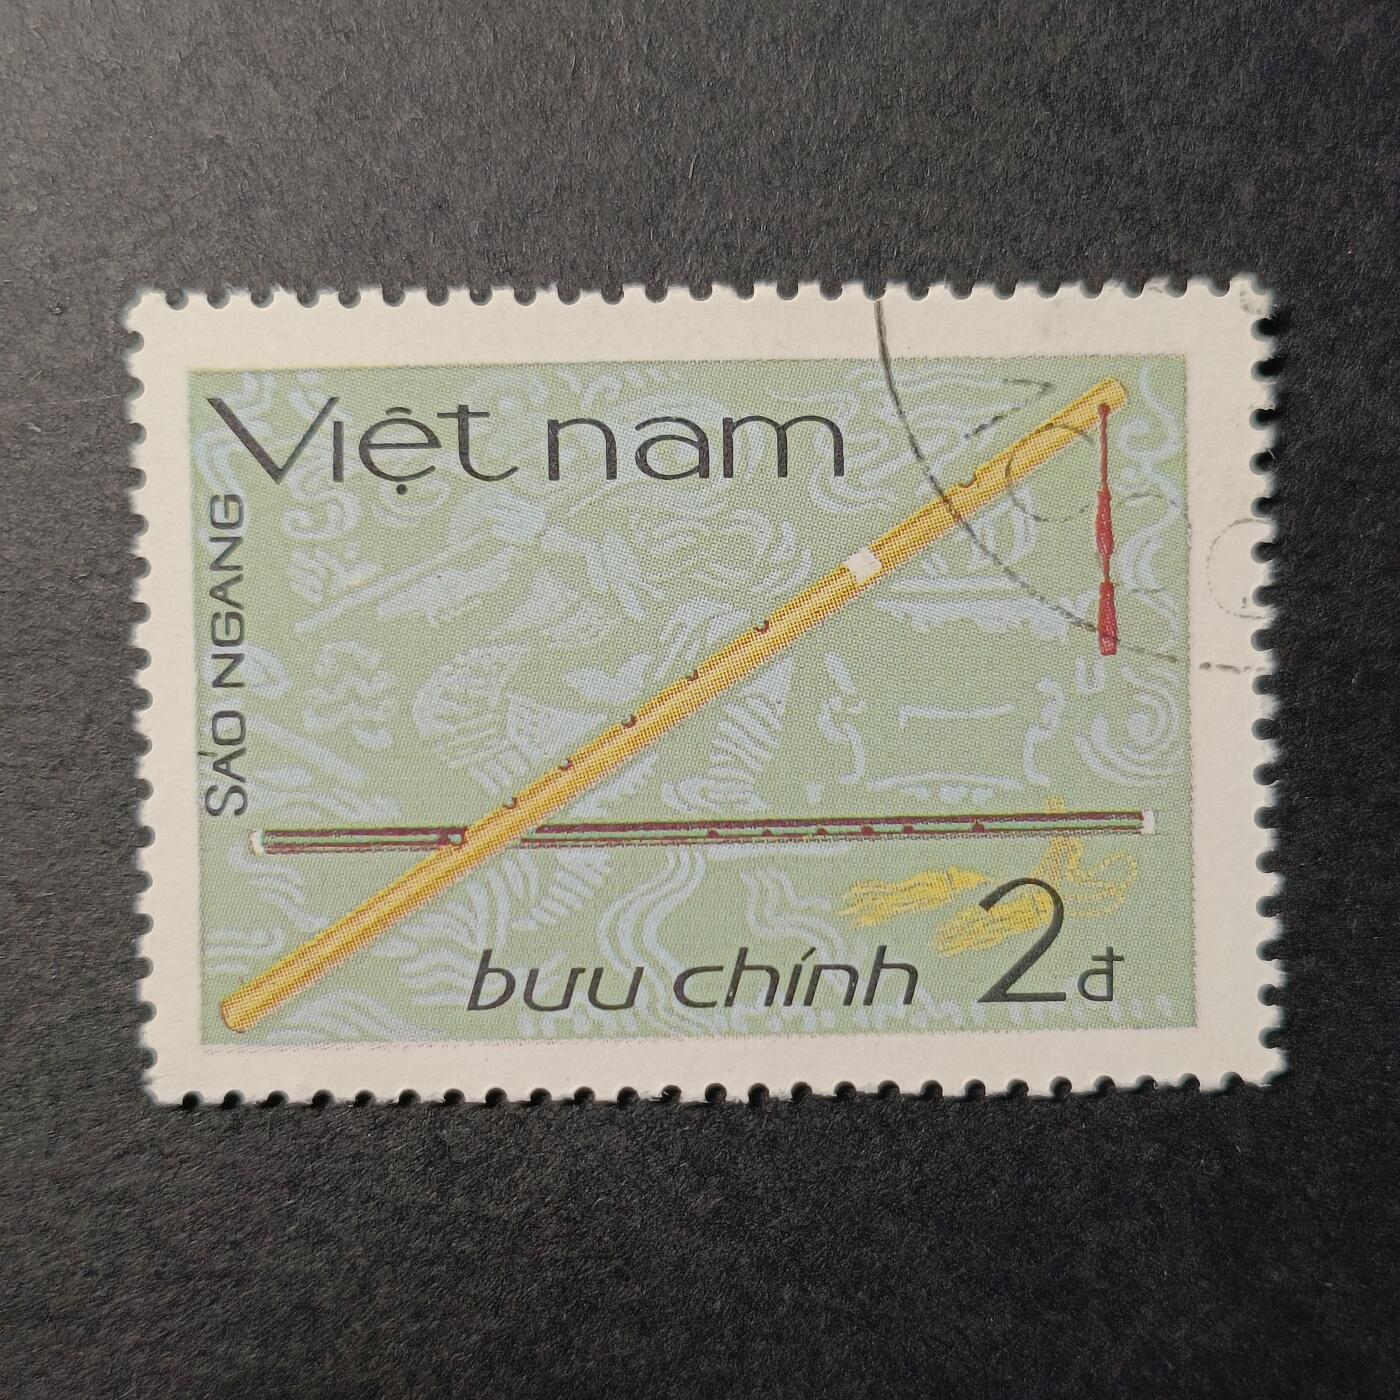 Việt nam
SÁO NGANG
bưu chính 2đ